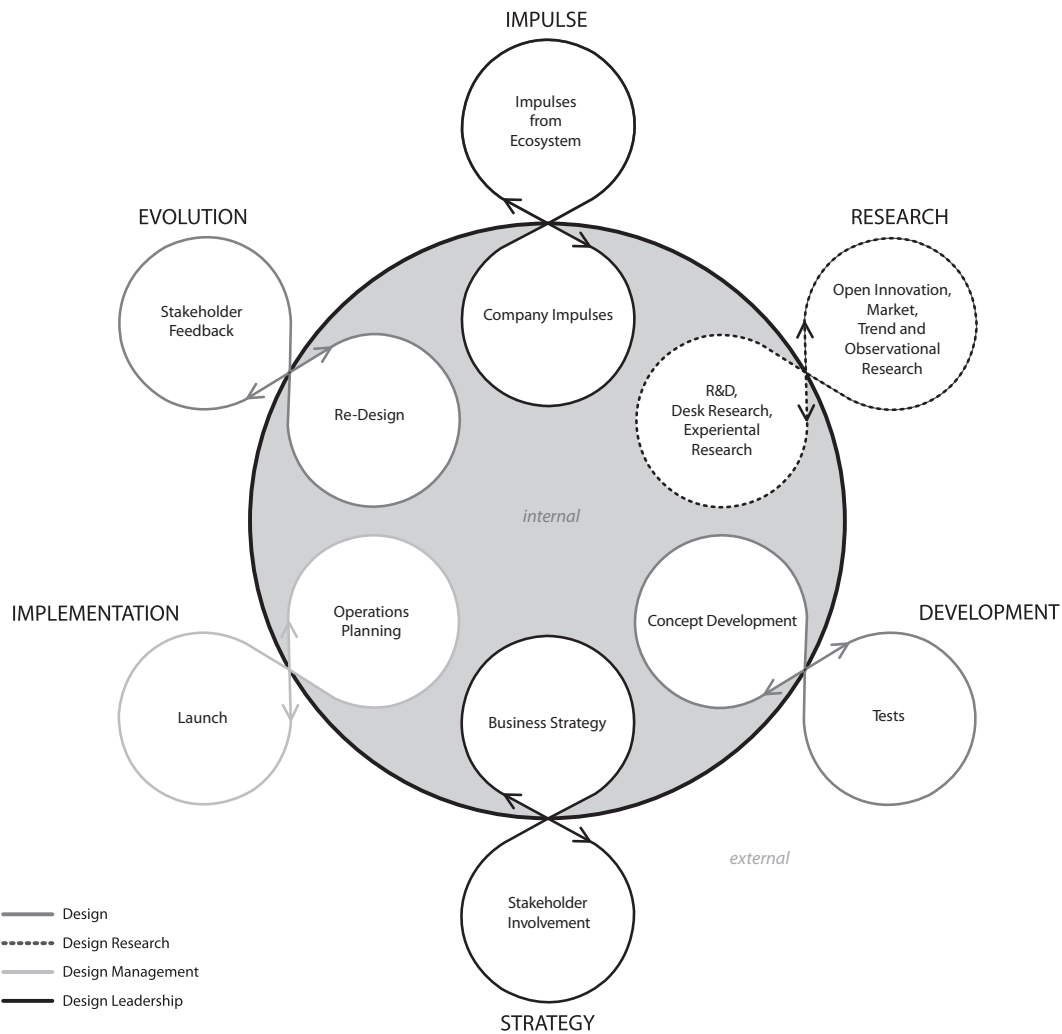 IMPULSE
Impulses
from
Ecosystem
EVOLUTION
RESEARCH
Stakeholder
Feedback
Company Impulses
Open Innovation,
Market,
Trend and
Observational
Research
Re-Design
R&D,
Desk Research,
Experiental
Research
internal
IMPLEMENTATION
Operations
Planning
Concept Development
DEVELOPMENT
Launch
Business Strategy
Tests
external
Stakeholder
Involvement
Design
Design Research
Design Management
Design Leadership
STRATEGY